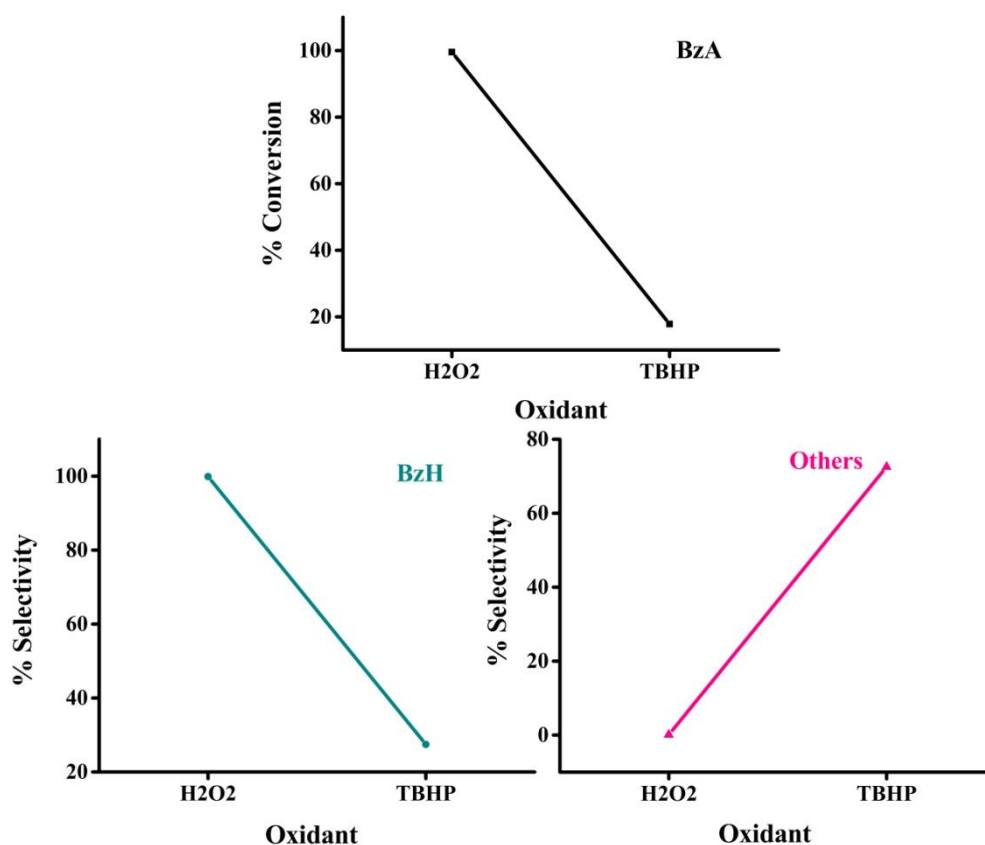 BzA
% Conversion
100
80
60
40
20
H2O2
TBHP
Oxidant
BzH
% Selectivity
100
80
60
40
20
H2O2
TBHP
Oxidant
Others
% Selectivity
80
60
40
20
0
H2O2
TBHP
Oxidant